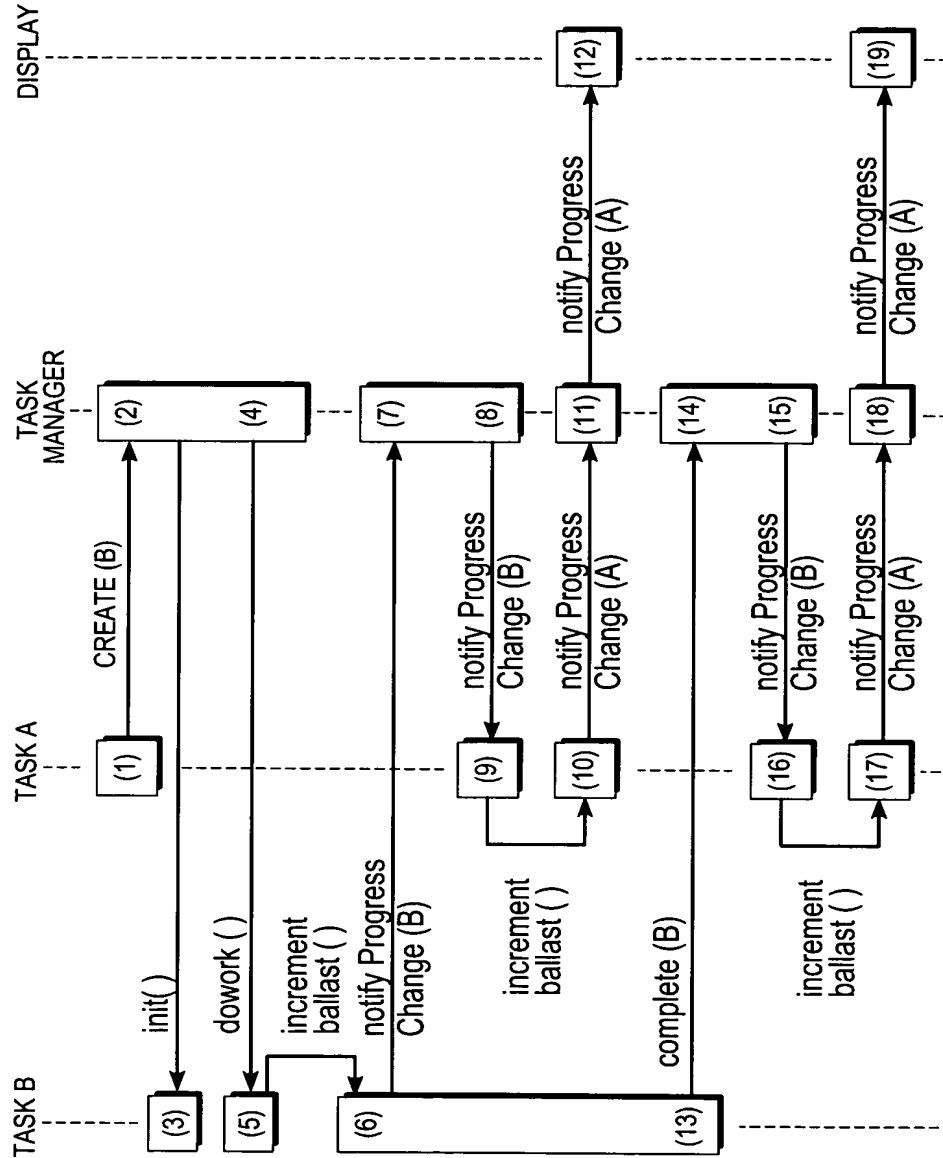 TASK B
TASK A
TASK
MANAGER
DISPLAY
(1)
CREATE (B)
(2)
init( )
(3)
(4)
dowork ( )
(5)
increment
ballast ( )
(6)
notify Progress
Change (B)
(7)
(8)
notify Progress
Change (B)
(9)
increment
ballast ( )
(10)
notify Progress
Change (A)
(11)
notify Progress
Change (A)
(12)
(13)
complete (B)
(14)
(15)
notify Progress
Change (B)
(16)
increment
ballast ( )
(17)
notify Progress
Change (A)
(18)
notify Progress
Change (A)
(19)